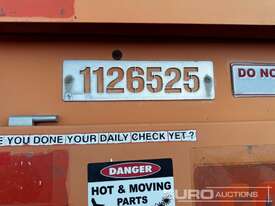 1126525
DO NO
E YOU DONE YOUR DAILY CHECK YET?
DANGER
HOT & MOVING
PARTS
EURO AUCTIONS